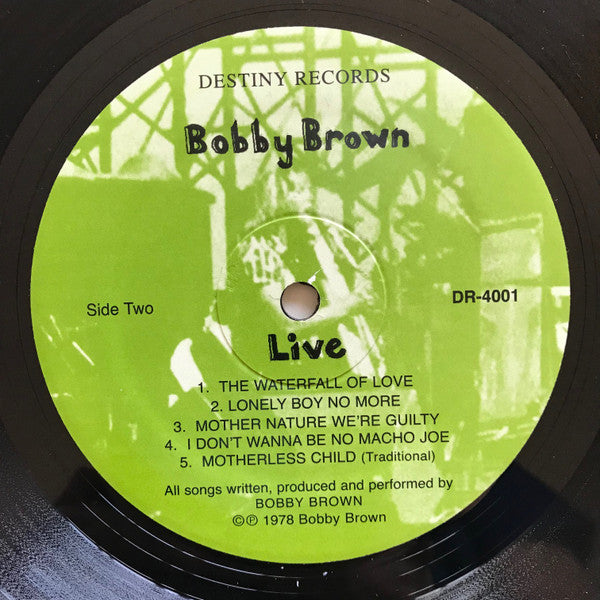 DESTINY RECORDS
Bobby Brown
Side Two
DR-4001
Live
1. THE WATERFALL OF LOVE
2. LONELY BOY NO MORE
3. MOTHER NATURE WE'RE GUILTY
4. I DON'T WANNA BE NO MACHO JOE
5. MOTHERLESS CHILD (Traditional)
All songs written, produced and performed by
BOBBY BROWN
©℗ 1978 Bobby Brown